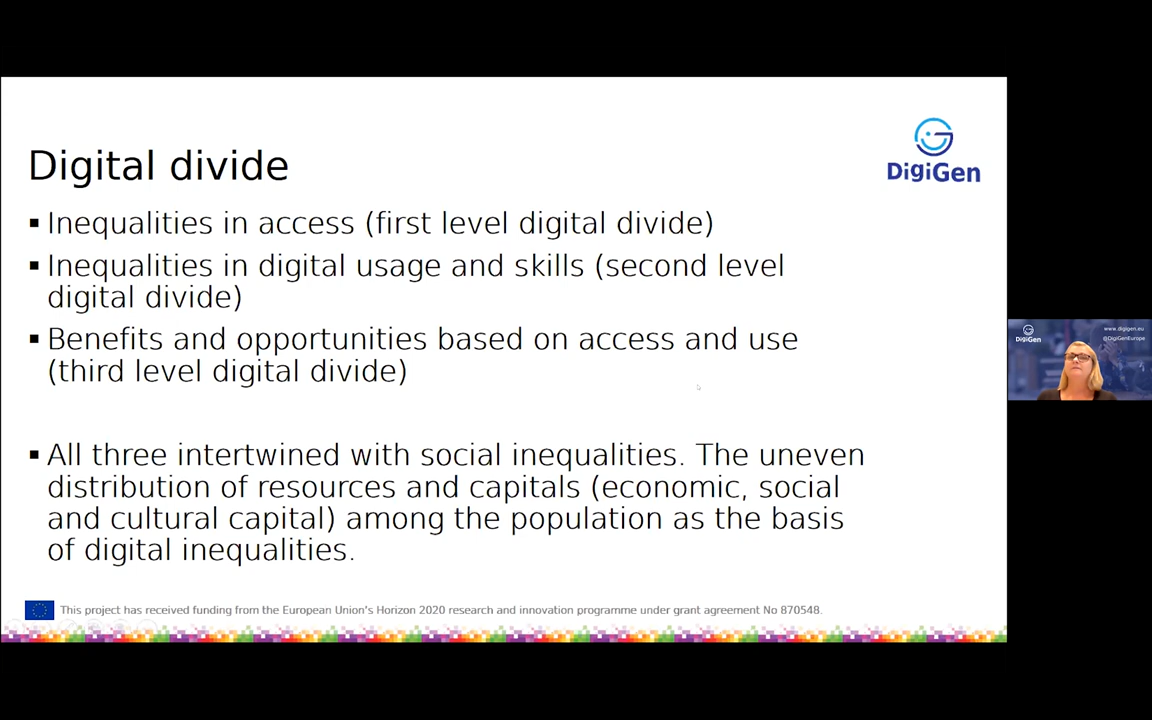 Digital divide
DigiGen
▪ Inequalities in access (first level digital divide)
▪ Inequalities in digital usage and skills (second level
digital divide)
▪ Benefits and opportunities based on access and use
(third level digital divide)
▪ All three intertwined with social inequalities. The uneven
distribution of resources and capitals (economic, social
and cultural capital) among the population as the basis
of digital inequalities.
This project has received funding from the European Union's Horizon 2020 research and innovation programme under grant agreement No 870548.
DigiGen
www.digigen.eu
@DigiGenEurope